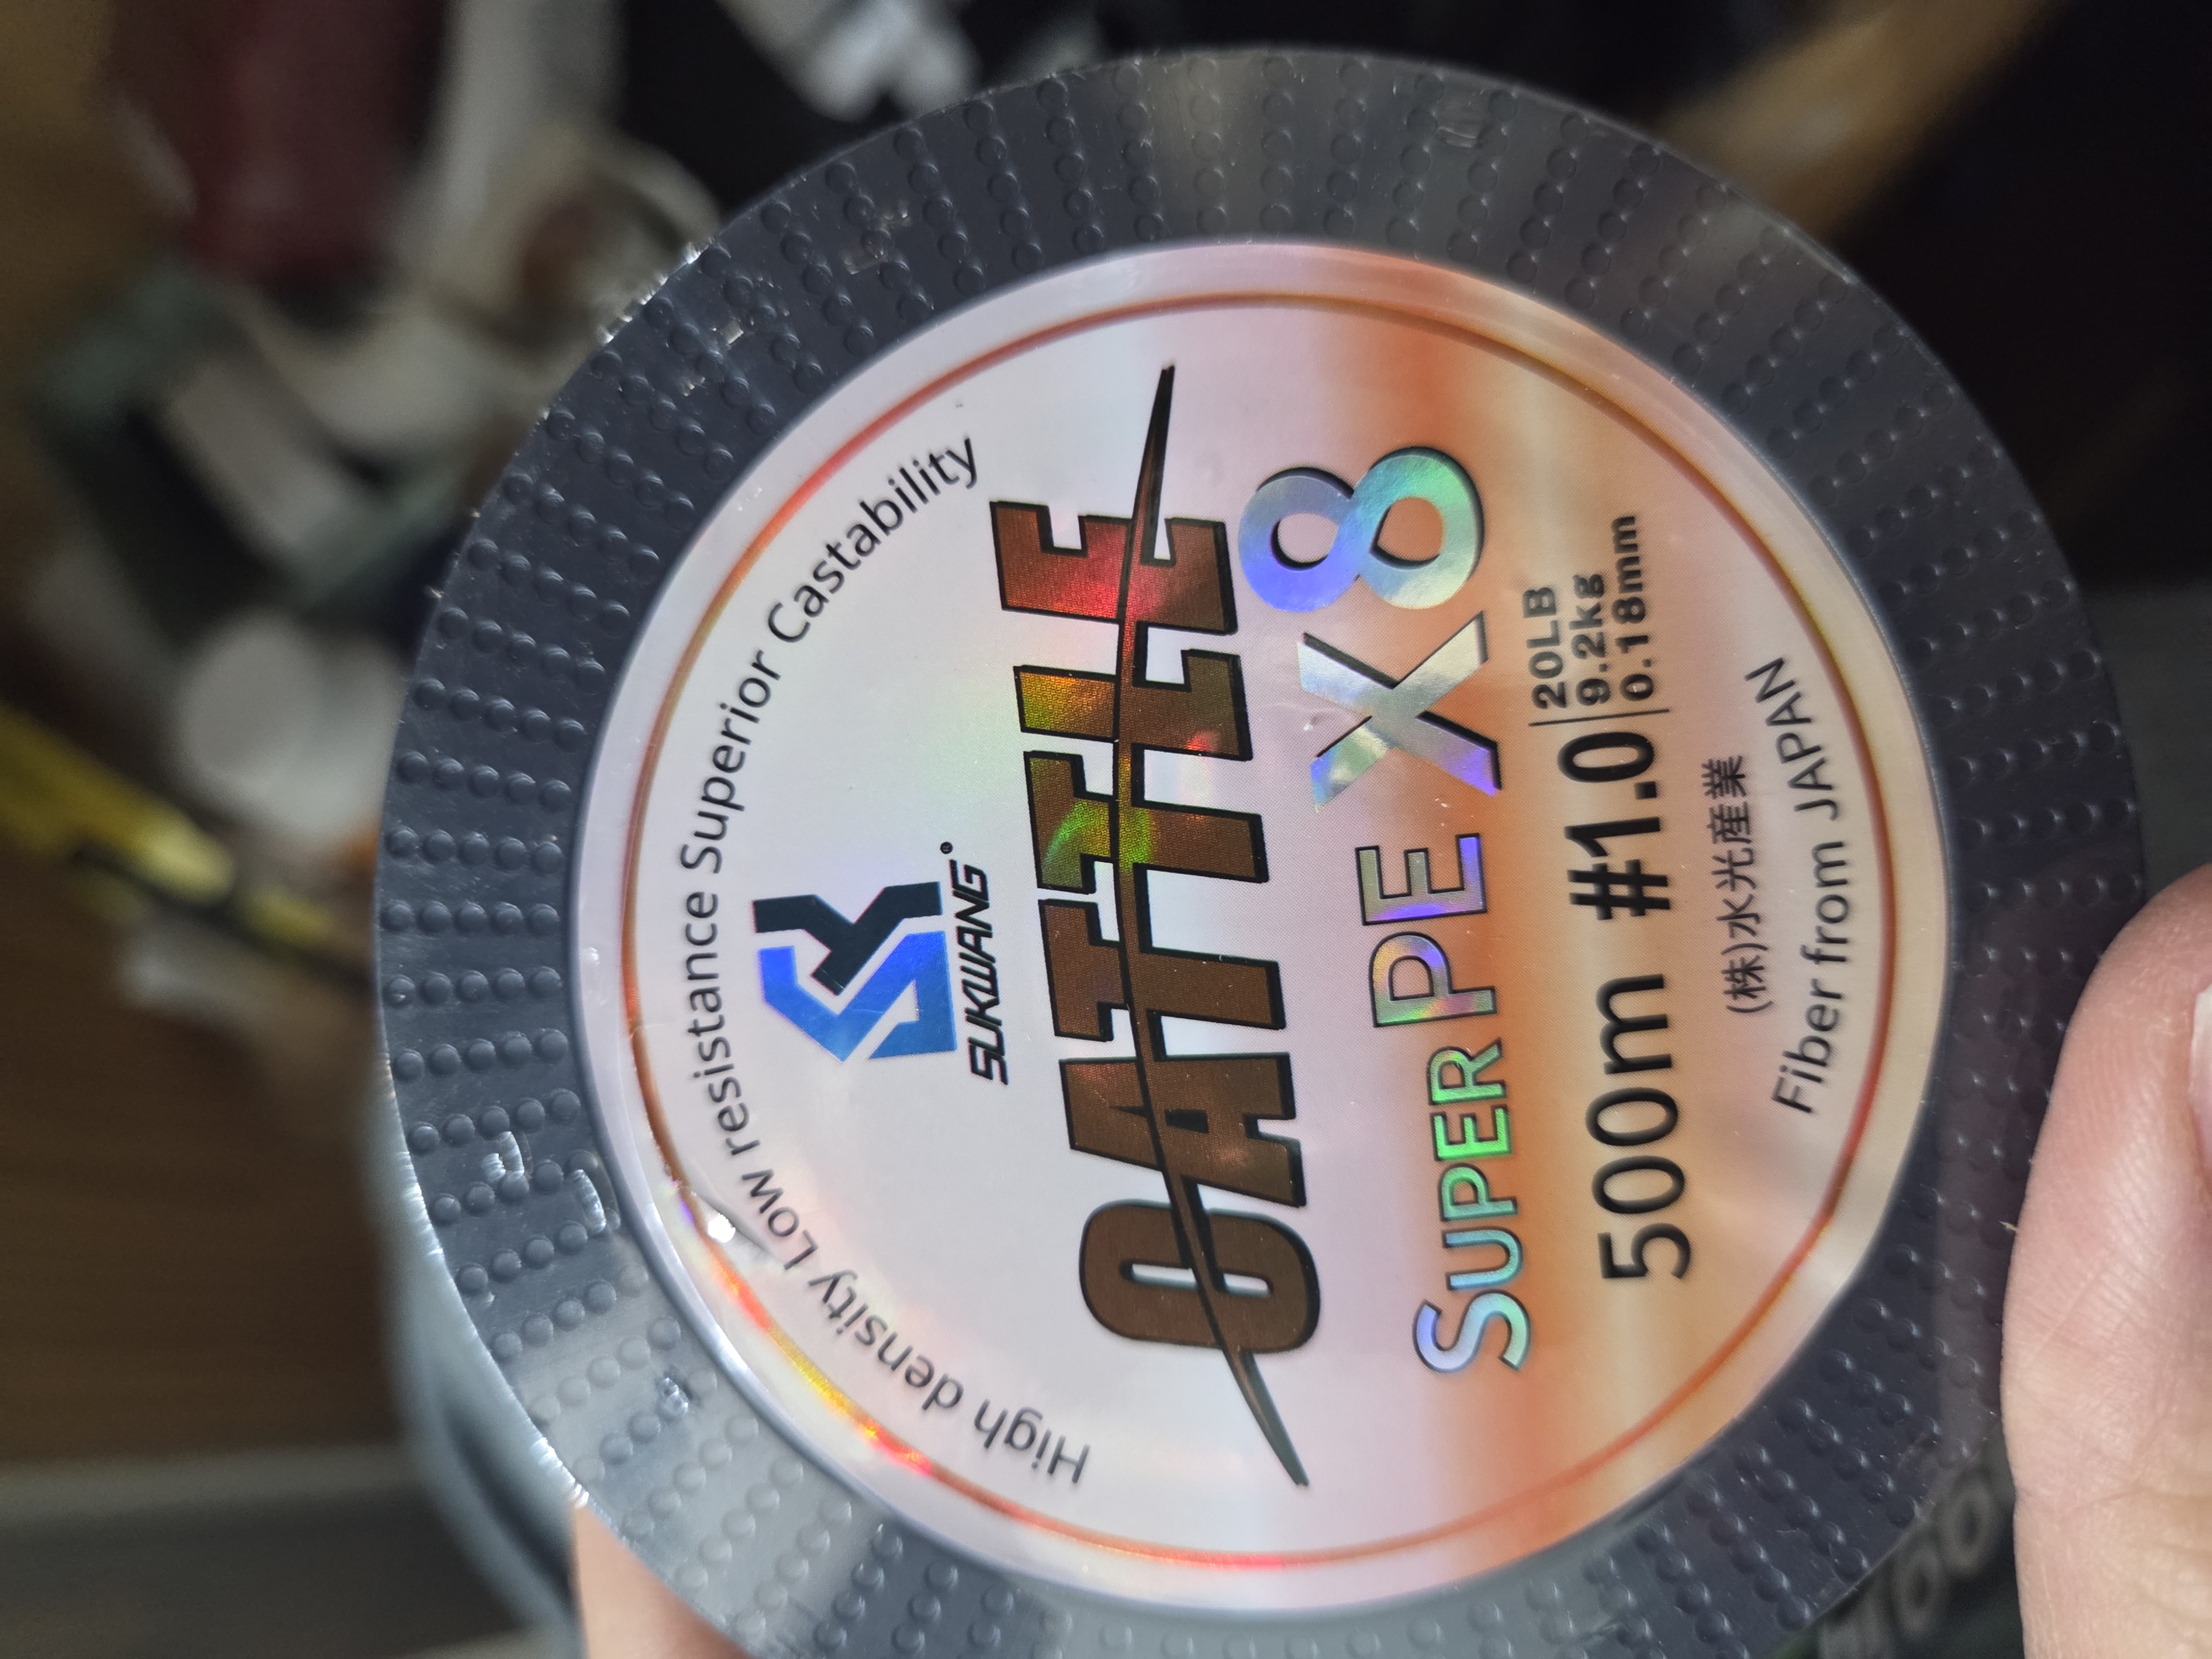 High density Low resistance Superior Castability
SUKWANG®
OATTLE
SUPER PE X8
500m #1.0
20LB
9.2kg
0.18mm
(株)水光産業
Fiber from JAPAN